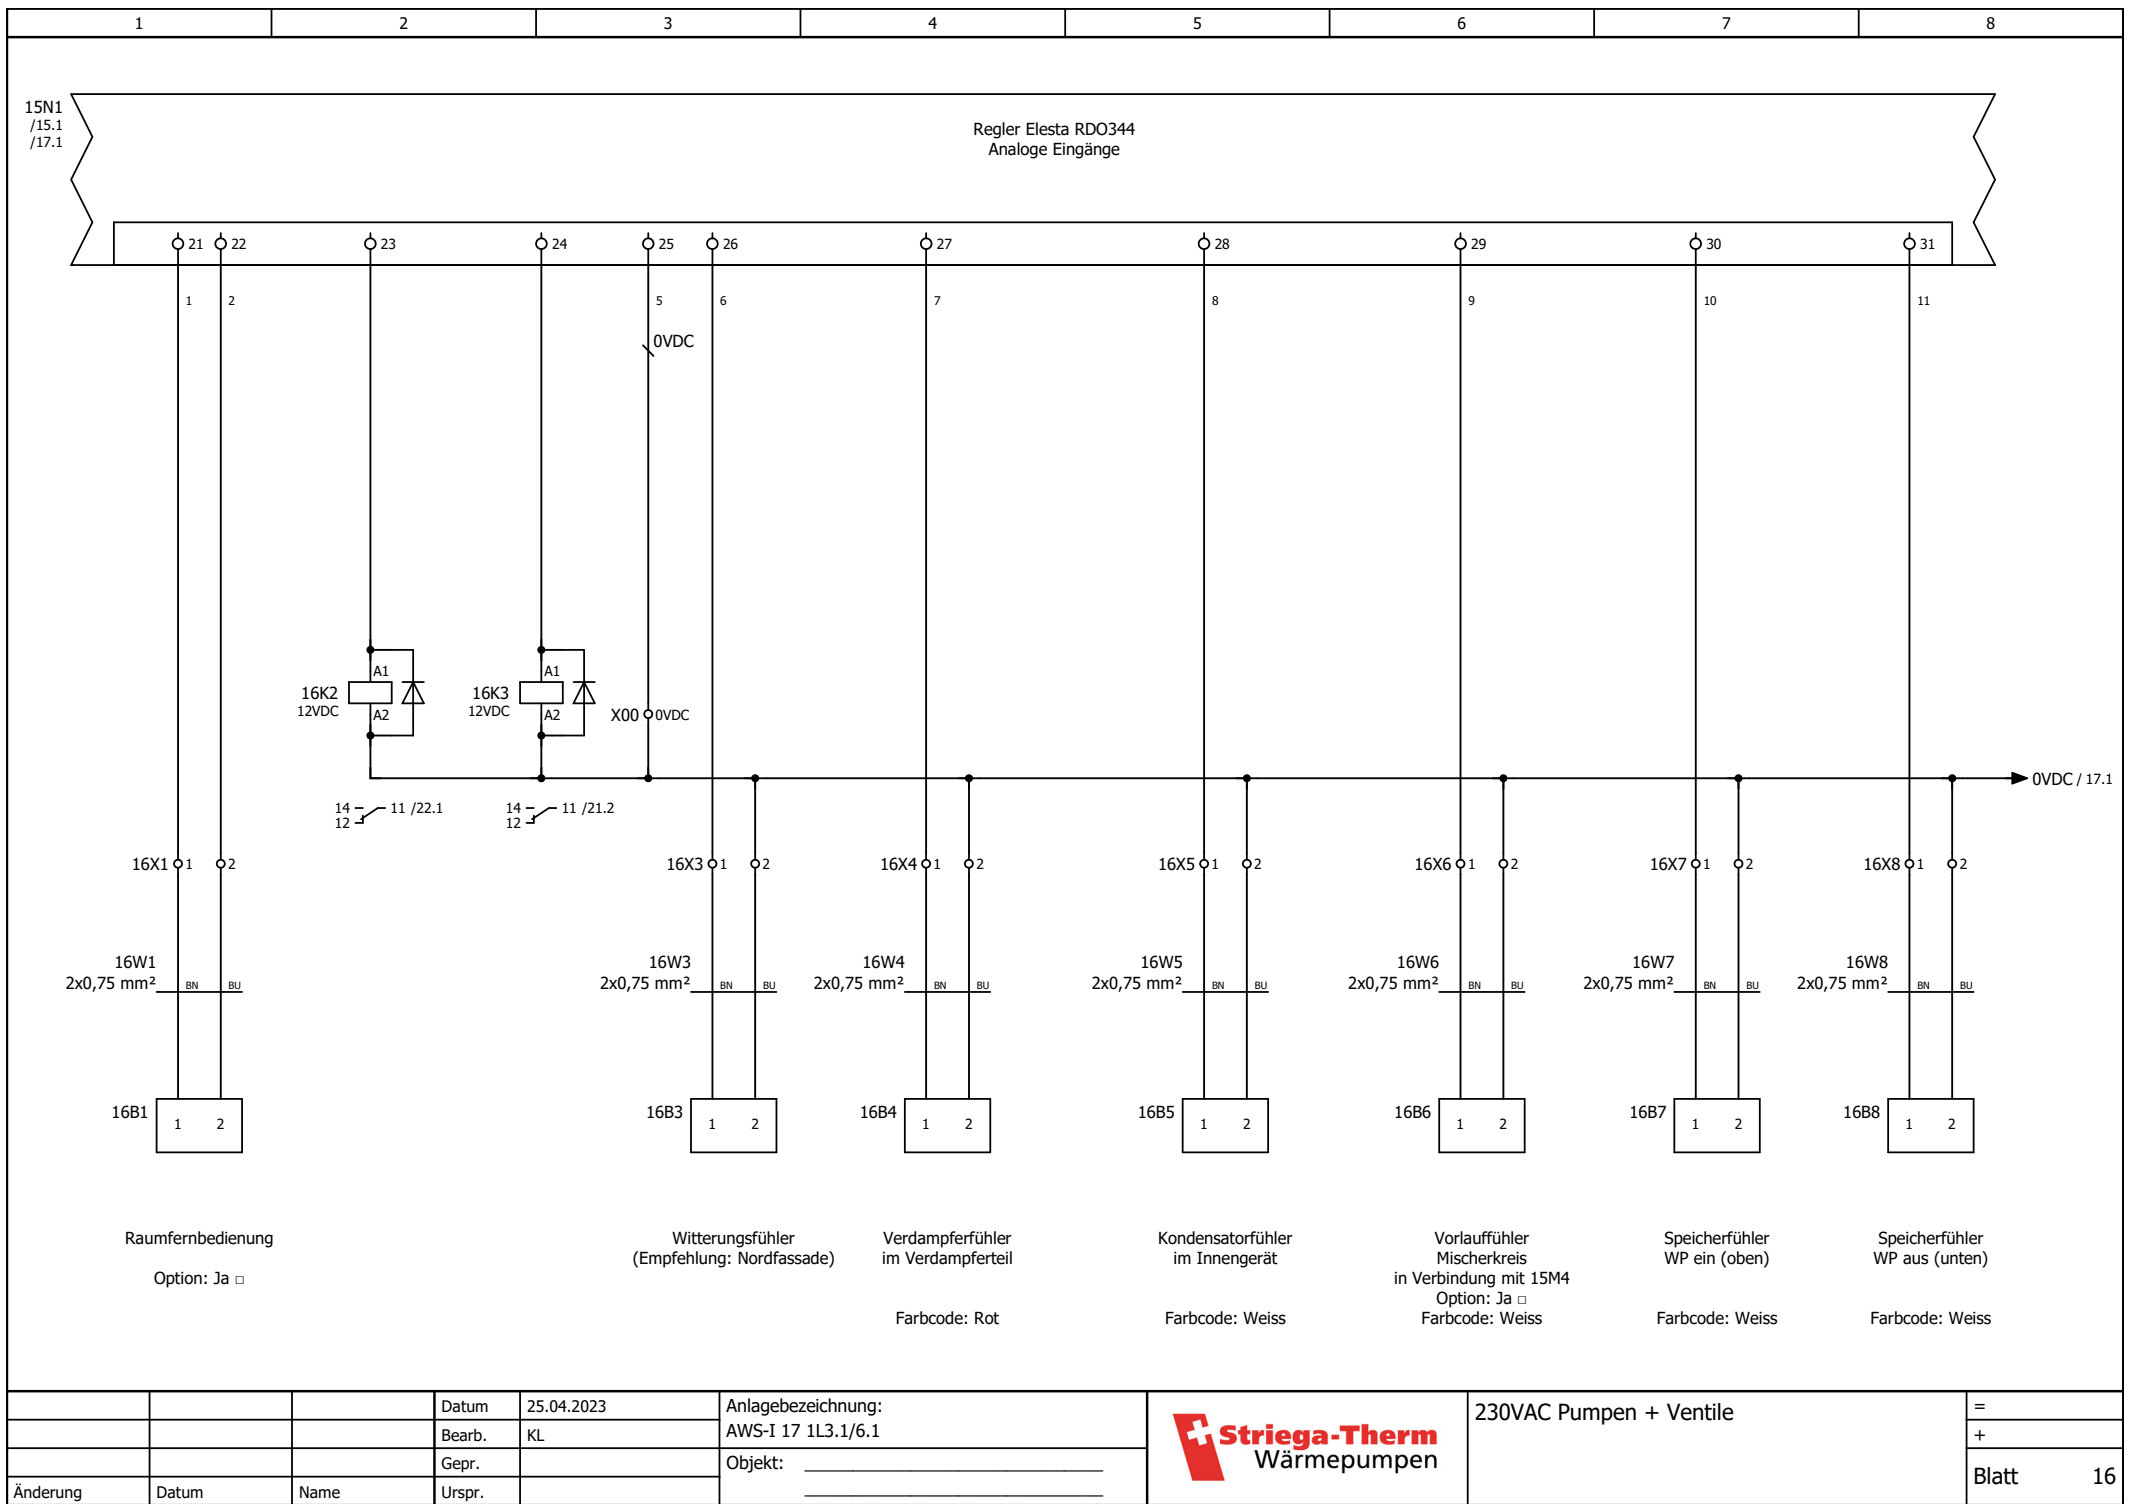 1 2 3 4 5 6 7 8
15N1
/15.1
/17.1
Regler Elesta RDO344
Analoge Eingänge
21 22 23 24 25 26 27 28 29 30 31
1 2 5 6 7 8 9 10 11
0VDC
A1 A1
16K2 16K3
12VDC 12VDC
A2 A2 X00 0VDC
0VDC / 17.1
14 11 /22.1 14 11 /21.2
12 12
16X1 1 2 16X3 1 2 16X4 1 2 16X5 1 2 16X6 1 2 16X7 1 2 16X8 1 2
16W1 16W3 16W4 16W5 16W6 16W7 16W8
2x0,75 mm² BN BU 2x0,75 mm² BN BU 2x0,75 mm² BN BU 2x0,75 mm² BN BU 2x0,75 mm² BN BU 2x0,75 mm² BN BU 2x0,75 mm² BN BU
16B1 16B3 16B4 16B5 16B6 16B7 16B8
1 2 1 2 1 2 1 2 1 2 1 2 1 2
Raumfernbedienung
Option: Ja □
Witterungsfühler
(Empfehlung: Nordfassade)
Verdampferfühler
im Verdampferteil
Farbcode: Rot
Kondensatorfühler
im Innengerät
Farbcode: Weiss
Vorlauffühler
Mischerkreis
in Verbindung mit 15M4
Option: Ja □
Farbcode: Weiss
Speicherfühler
WP ein (oben)
Farbcode: Weiss
Speicherfühler
WP aus (unten)
Farbcode: Weiss
Änderung Datum Name
Datum 25.04.2023
Bearb. KL
Gepr.
Urspr.
Anlagebezeichnung:
AWS-I 17 1L3.1/6.1
Objekt:
Striega-Therm
Wärmepumpen
230VAC Pumpen + Ventile
=
+
Blatt 16